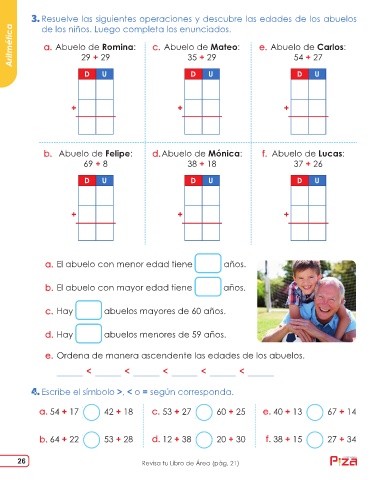 Aritmética
3. Resuelve las siguientes operaciones y descubre las edades de los abuelos
de los niños. Luego completa los enunciados.
a. Abuelo de Romina: c. Abuelo de Mateo: e. Abuelo de Carlos:
29 + 29 35 + 29 54 + 27
D U D U D U
+ + +
b. Abuelo de Felipe: d. Abuelo de Mónica: f. Abuelo de Lucas:
69 + 8 38 + 18 37 + 26
D U D U D U
+ + +
a. El abuelo con menor edad tiene años.
b. El abuelo con mayor edad tiene años.
c. Hay abuelos mayores de 60 años.
d. Hay abuelos menores de 59 años.
e. Ordena de manera ascendente las edades de los abuelos.
_____ < _____ < _____ < _____ < _____ < _____
4. Escribe el símbolo >, < o = según corresponda.
a. 54 + 17 42 + 18 c. 53 + 27 60 + 25 e. 40 + 13 67 + 14
b. 64 + 22 53 + 28 d. 12 + 38 20 + 30 f. 38 + 15 27 + 34
26 Revisa tu Libro de Área (pág. 21)